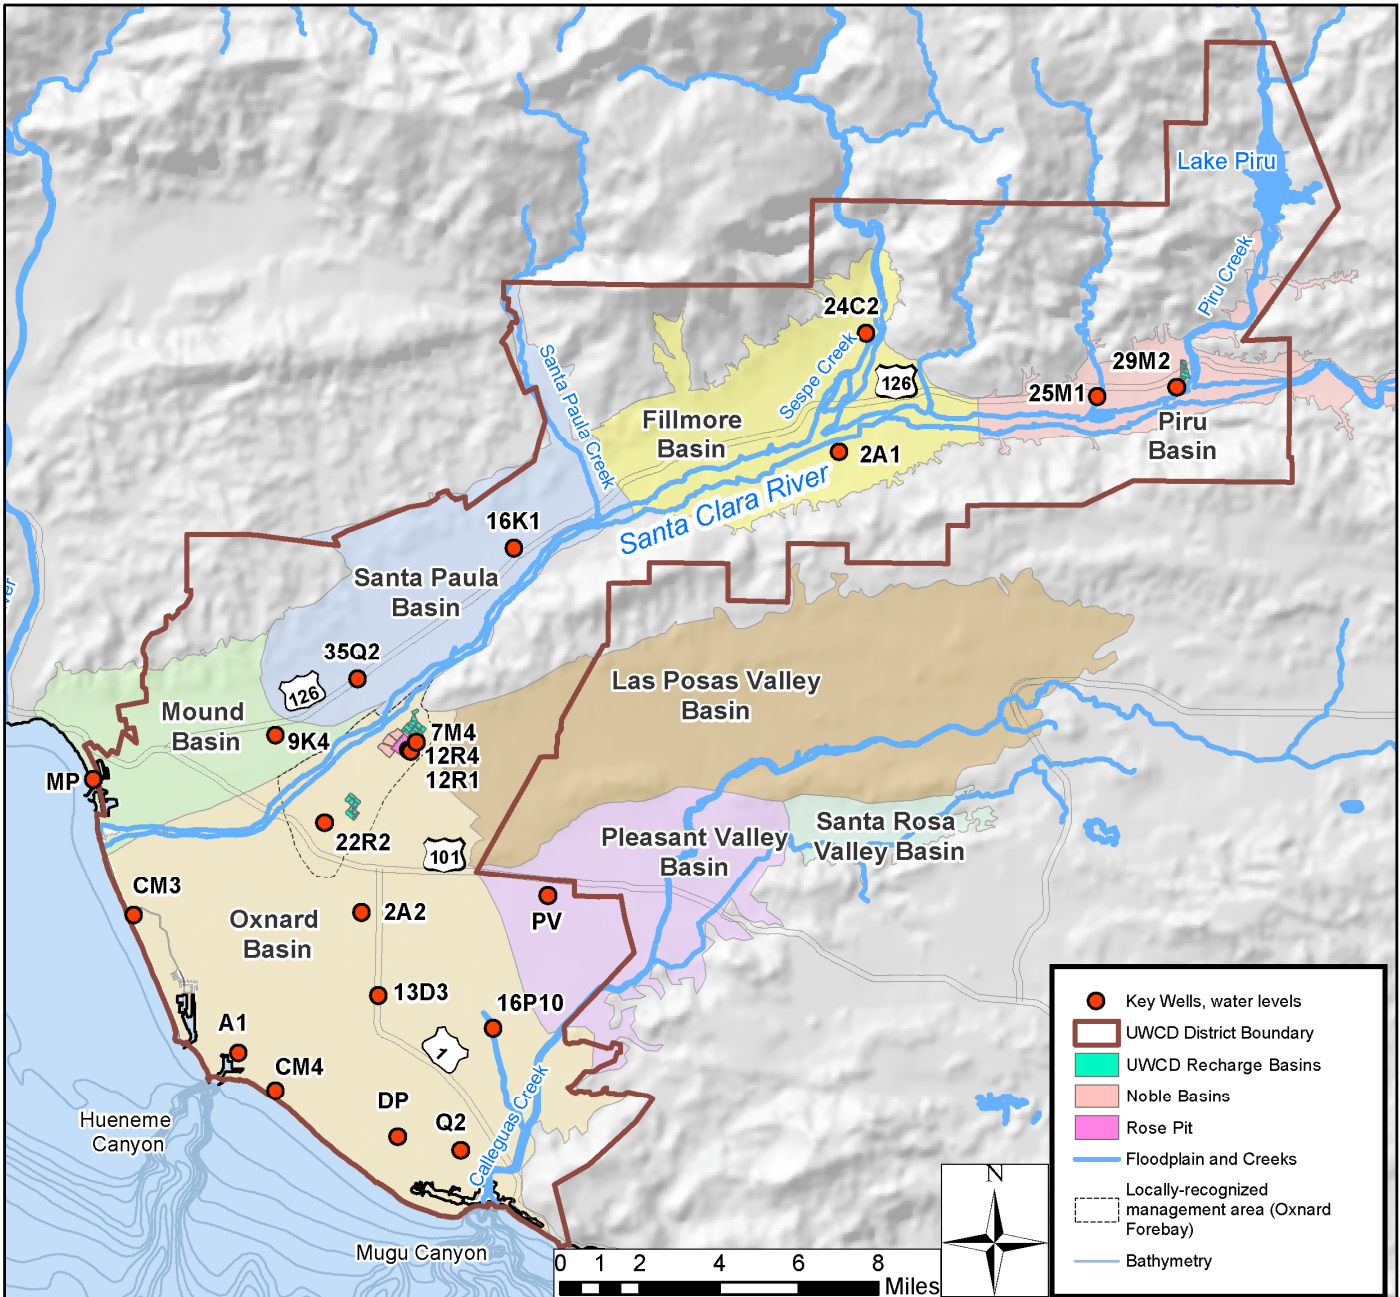 Lake Piru
Piru Creek
24C2
Sespe Creek
126
29M2
25M1
Piru
Basin
Santa Paula Creek
Fillmore
Basin
2A1
Santa Clara River
16K1
Santa Paula
Basin
35Q2
126
Las Posas Valley
Basin
Mound
Basin
9K4
7M4
12R4
12R1
MP
22R2
101
Pleasant Valley
Basin
Santa Rosa
Valley Basin
CM3
2A2
PV
Oxnard
Basin
13D3
16P10
A1
1
CM4
DP
Q2
Calleguas Creek
Hueneme
Canyon
Mugu Canyon
Key Wells, water levels
UWCD District Boundary
UWCD Recharge Basins
Noble Basins
Rose Pit
Floodplain and Creeks
Locally-recognized
management area (Oxnard
Forebay)
Bathymetry
N
0 1 2 4 6 8
Miles